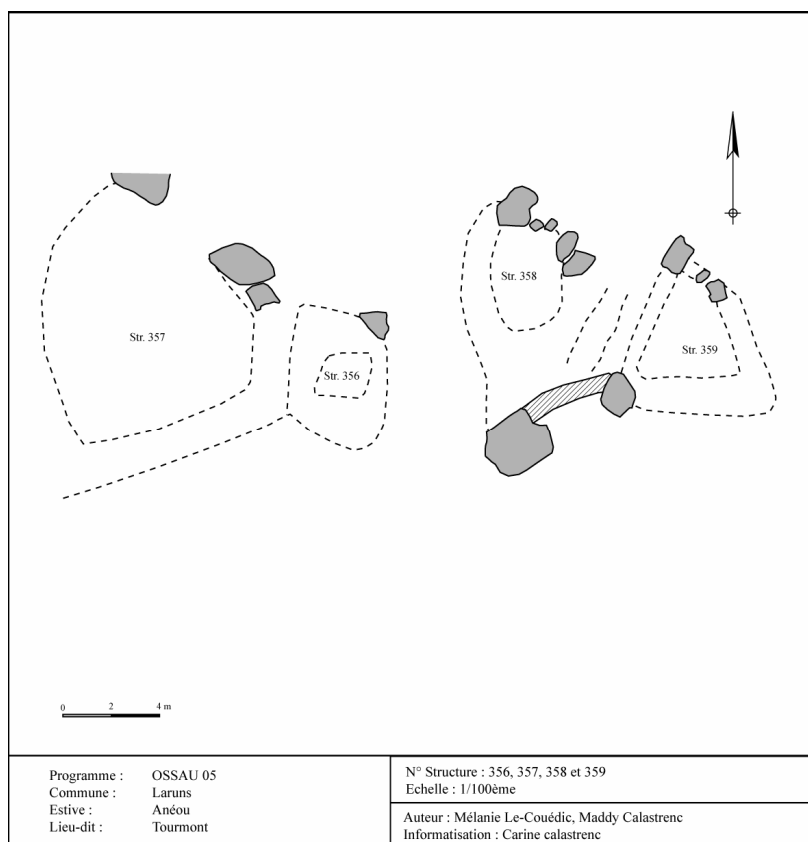 Str. 358
Str. 357
Str. 359
Str. 356
0 2 4 m
Programme : OSSAU 05
Commune : Laruns
Estive : Anéou
Lieu-dit : Tourmont
N° Structure : 356, 357, 358 et 359
Echelle : 1/100ème
Auteur : Mélanie Le-Couédic, Maddy Calastrenc
Informatisation : Carine calastrenc